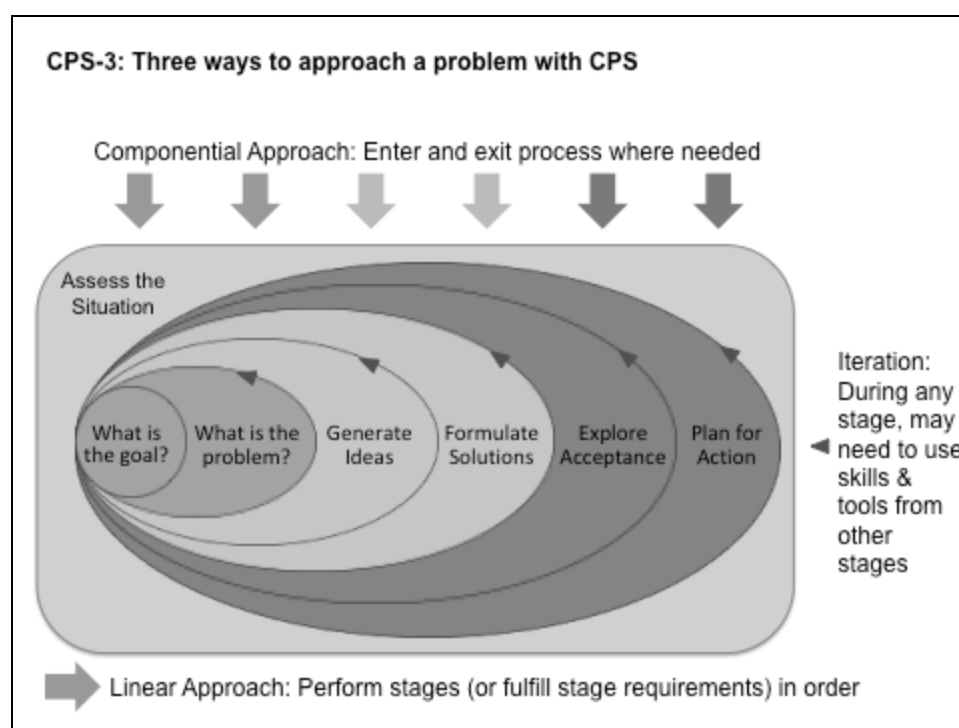 CPS-3: Three ways to approach a problem with CPS
Componential Approach: Enter and exit process where needed
Assess the
Situation
What is
the goal?
What is the
problem?
Generate
Ideas
Formulate
Solutions
Explore
Acceptance
Plan for
Action
Iteration:
During any
stage, may
need to use
skills &
tools from
other
stages
Linear Approach: Perform stages (or fulfill stage requirements) in order